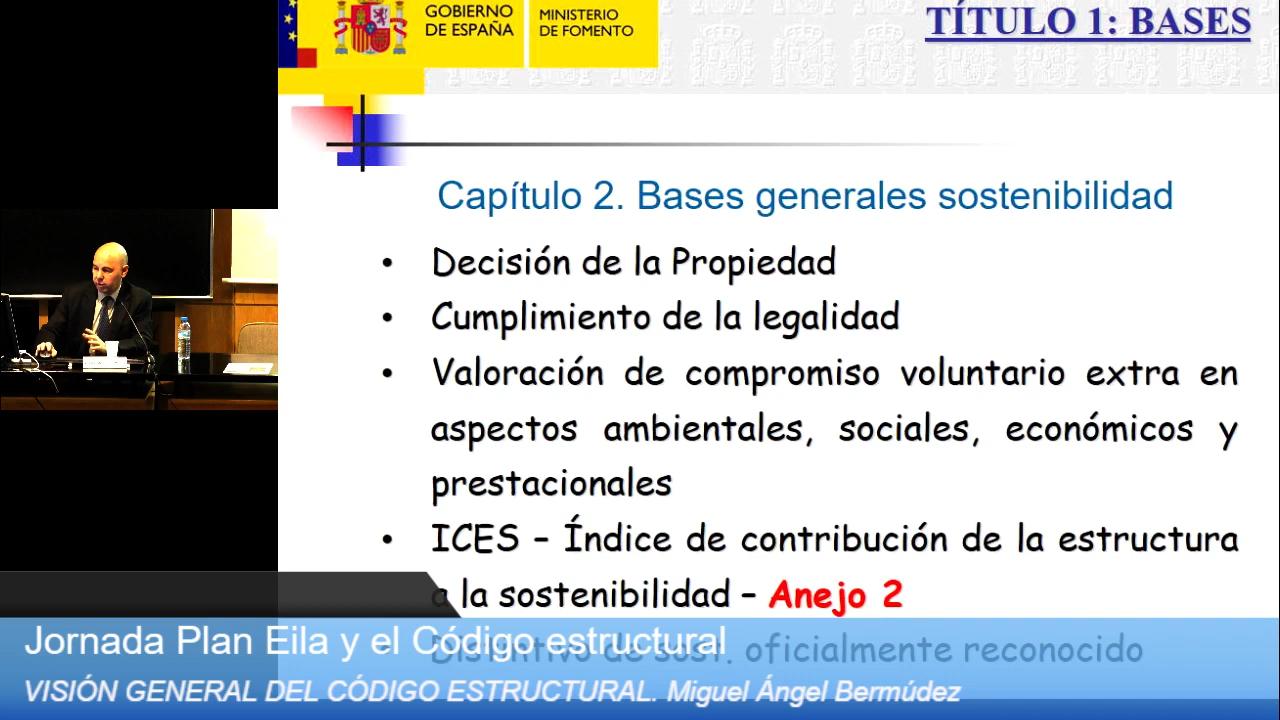 GOBIERNO
DE ESPAÑA
MINISTERIO
DE FOMENTO
TÍTULO 1: BASES
Capítulo 2. Bases generales sostenibilidad
• Decisión de la Propiedad
• Cumplimiento de la legalidad
• Valoración de compromiso voluntario extra en
aspectos ambientales, sociales, económicos y
prestacionales
• ICES – Índice de contribución de la estructura
a la sostenibilidad – Anejo 2
• Distintivo de sost. oficialmente reconocido
Jornada Plan Eila y el Código estructural
VISIÓN GENERAL DEL CÓDIGO ESTRUCTURAL. Miguel Ángel Bermúdez